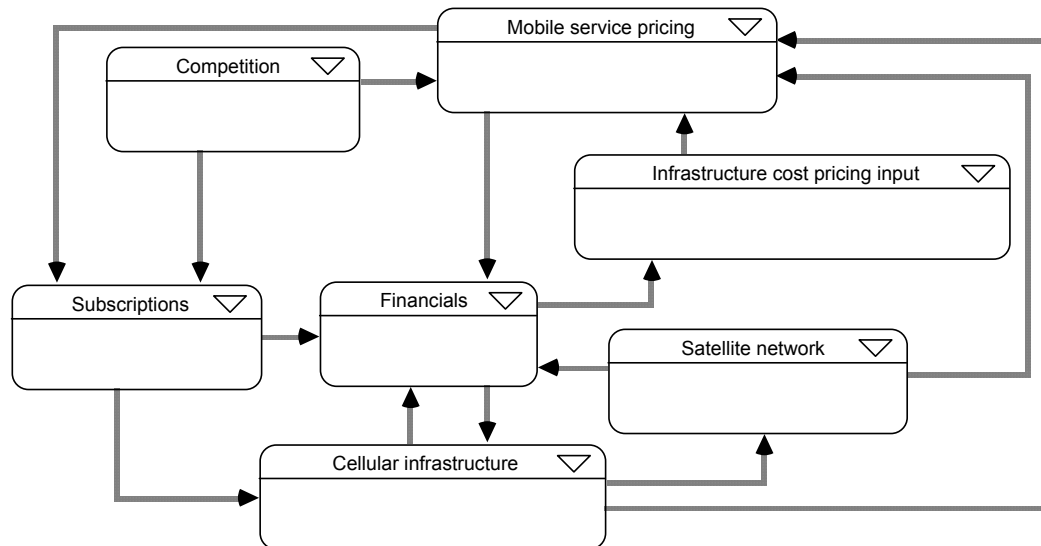 Mobile service pricing
Competition
Infrastructure cost pricing input
Subscriptions
Financials
Satellite network
Cellular infrastructure